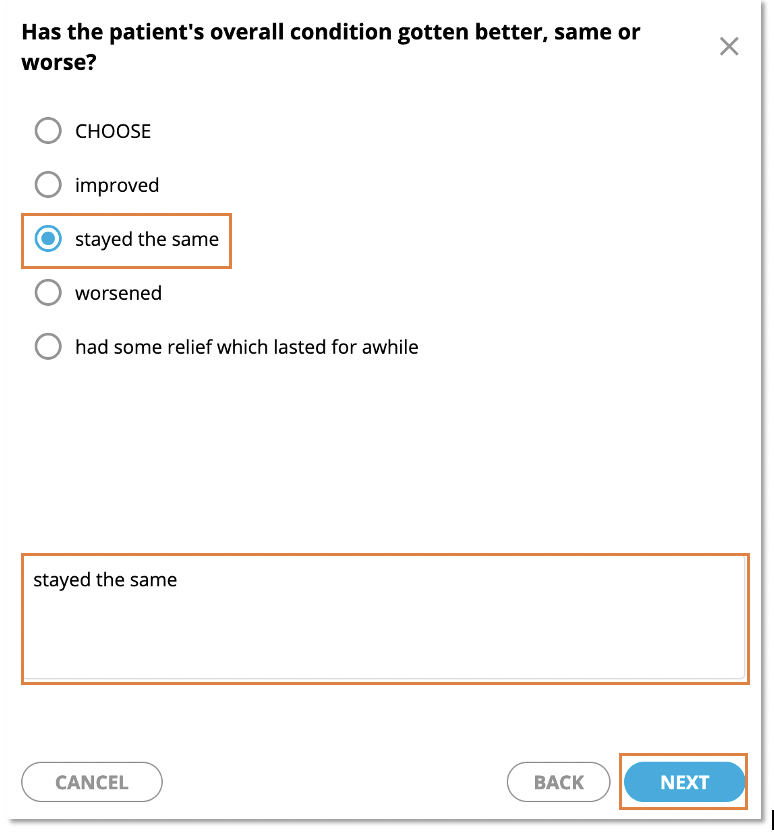 Has the patient's overall condition gotten better, same or
worse?
CHOOSE
improved
stayed the same
worsened
had some relief which lasted for awhile
stayed the same
CANCEL
BACK
NEXT